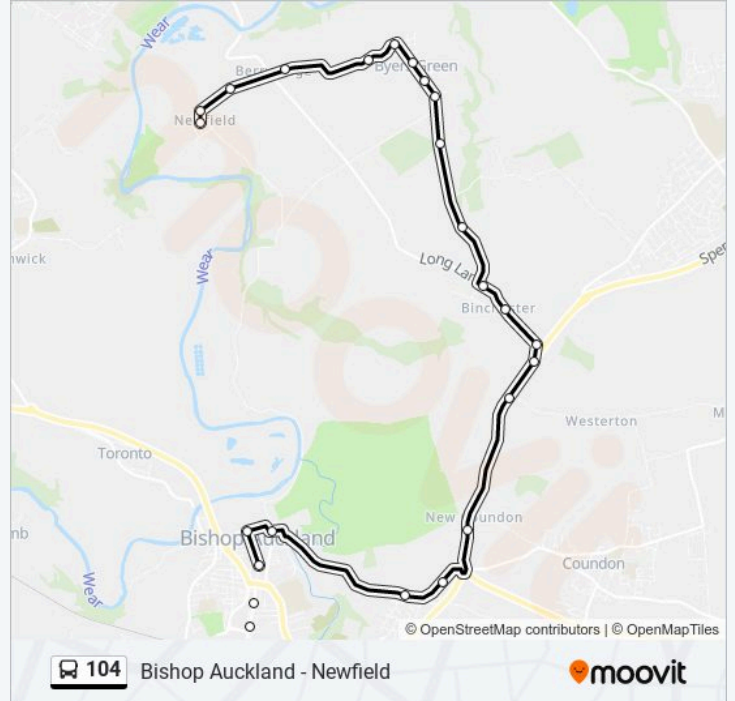 Wear
Byers Green
Newfield
nwick
Wear
Long Lan
Spen
Binchester
Westerton
M
Toronto
New Coundon
nb
Bishop Auckland
Coundon
Wear
© OpenStreetMap contributors | © OpenMapTiles
104 Bishop Auckland - Newfield moovit